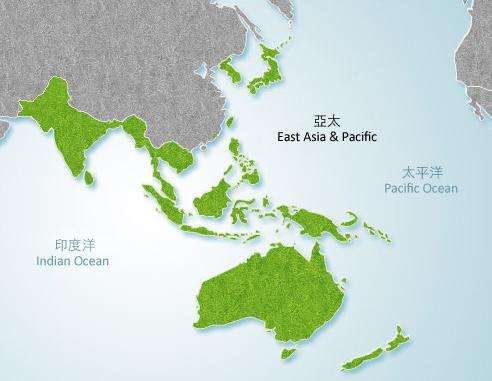 亞太
East Asia & Pacific
太平洋
Pacific Ocean
印度洋
Indian Ocean